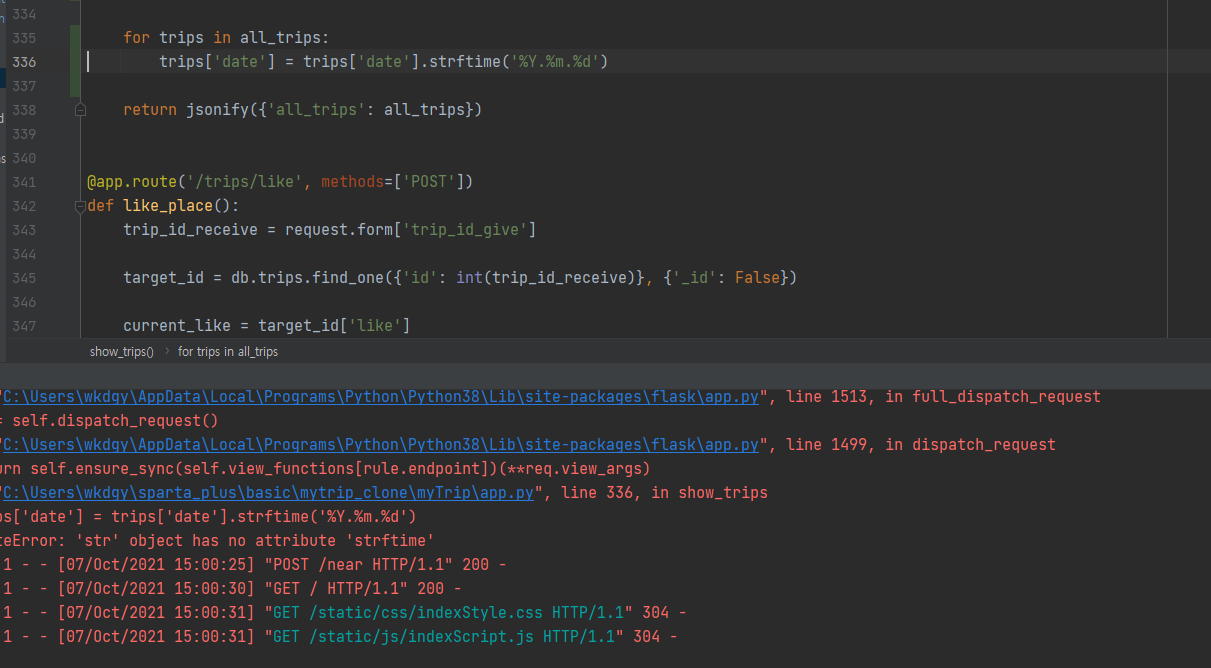 334
335 for trips in all_trips:
336 trips['date'] = trips['date'].strftime('%Y.%m.%d')
337
338 return jsonify({'all_trips': all_trips})
339
340
341 @app.route('/trips/like', methods=['POST'])
342 def like_place():
343 trip_id_receive = request.form['trip_id_give']
344
345 target_id = db.trips.find_one({'id': int(trip_id_receive)}, {'_id': False})
346
347 current_like = target_id['like']
show_trips() › for trips in all_trips
"C:\Users\wkdgy\AppData\Local\Programs\Python\Python38\Lib\site-packages\flask\app.py", line 1513, in full_dispatch_request
= self.dispatch_request()
"C:\Users\wkdgy\AppData\Local\Programs\Python\Python38\Lib\site-packages\flask\app.py", line 1499, in dispatch_request
urn self.ensure_sync(self.view_functions[rule.endpoint])(**req.view_args)
"C:\Users\wkdgy\sparta_plus\basic\mytrip_clone\myTrip\app.py", line 336, in show_trips
ps['date'] = trips['date'].strftime('%Y.%m.%d')
teError: 'str' object has no attribute 'strftime'
1 - - [07/Oct/2021 15:00:25] "POST /near HTTP/1.1" 200 -
1 - - [07/Oct/2021 15:00:30] "GET / HTTP/1.1" 200 -
1 - - [07/Oct/2021 15:00:31] "GET /static/css/indexStyle.css HTTP/1.1" 304 -
1 - - [07/Oct/2021 15:00:31] "GET /static/js/indexScript.js HTTP/1.1" 304 -